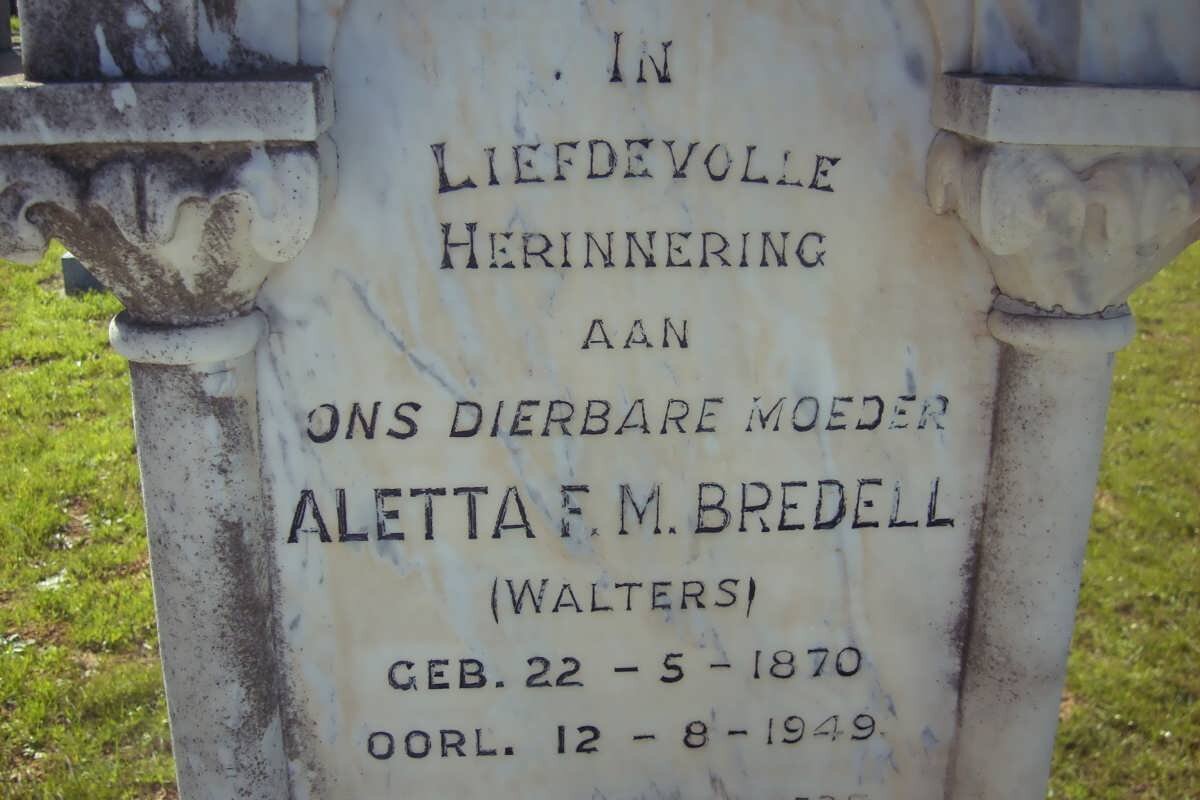 IN
LIEFDEVOLLE
HERINNERING
AAN
ONS DIERBARE MOEDER
ALETTA F. M. BREDELL
(WALTERS)
GEB. 22 - 5 - 1870
OORL. 12 - 8 - 1949